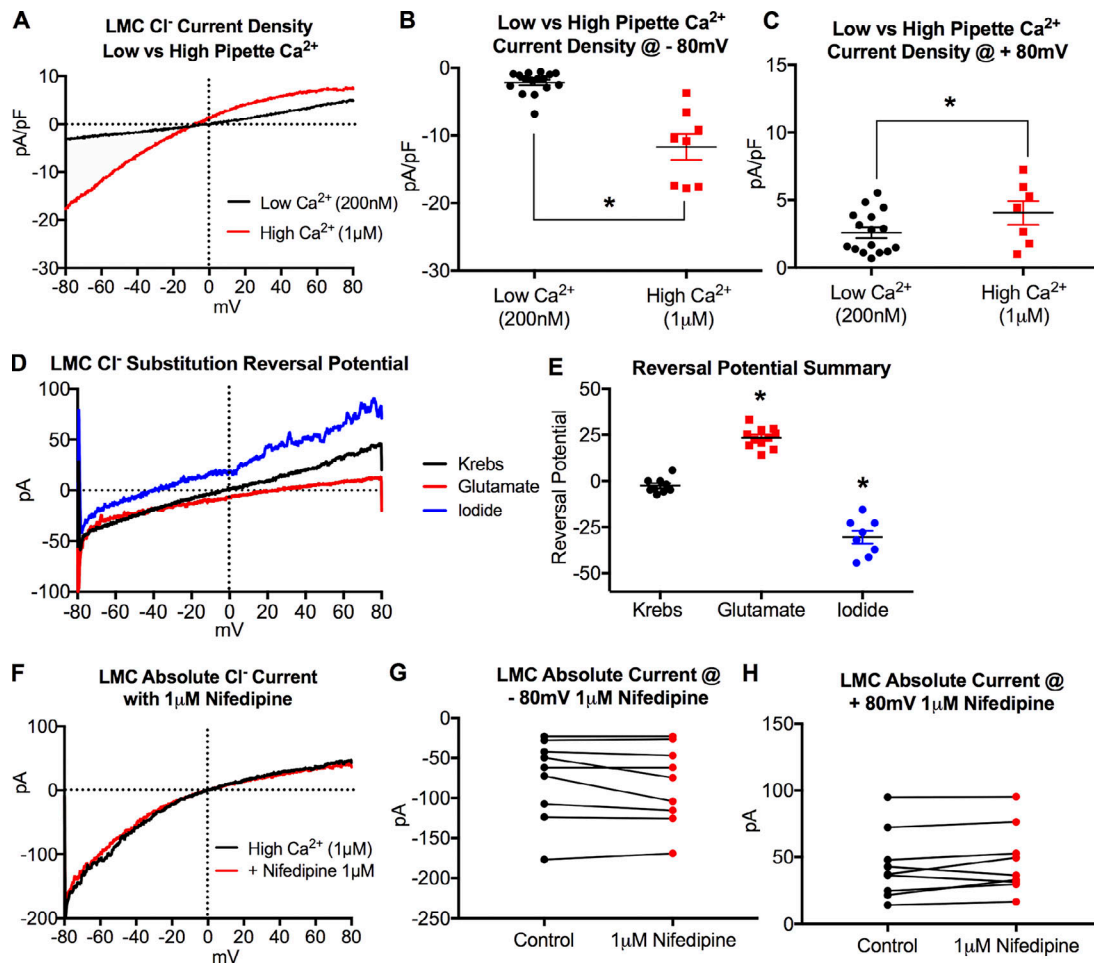 A
LMC Cl⁻ Current Density
Low vs High Pipette Ca²⁺
10
0
-10
-20
-30
pA/pF
Low Ca²⁺ (200nM)
High Ca²⁺ (1µM)
-80 -60 -40 -20 0 20 40 60 80
mV
B
Low vs High Pipette Ca²⁺
Current Density @ - 80mV
0
-10
-20
-30
pA/pF
*
Low Ca²⁺
(200nM)
High Ca²⁺
(1µM)
C
Low vs High Pipette Ca²⁺
Current Density @ + 80mV
15
10
5
0
pA/pF
*
Low Ca²⁺
(200nM)
High Ca²⁺
(1µM)
D
LMC Cl⁻ Substitution Reversal Potential
100
50
0
-50
-100
pA
Krebs
Glutamate
Iodide
-80 -60 -40 -20 0 20 40 60 80
mV
E
Reversal Potential Summary
50
25
0
-25
-50
Reversal Potential
*
*
Krebs Glutamate Iodide
F
LMC Absolute Cl⁻ Current
with 1µM Nifedipine
100
0
-100
-200
pA
High Ca²⁺ (1µM)
+ Nifedipine 1µM
-80 -60 -40 -20 0 20 40 60 80
mV
G
LMC Absolute Current @
- 80mV 1µM Nifedipine
0
-50
-100
-150
-200
-250
pA
Control 1µM Nifedipine
H
LMC Absolute Current @
+ 80mV 1µM Nifedipine
150
100
50
0
pA
Control 1µM Nifedipine